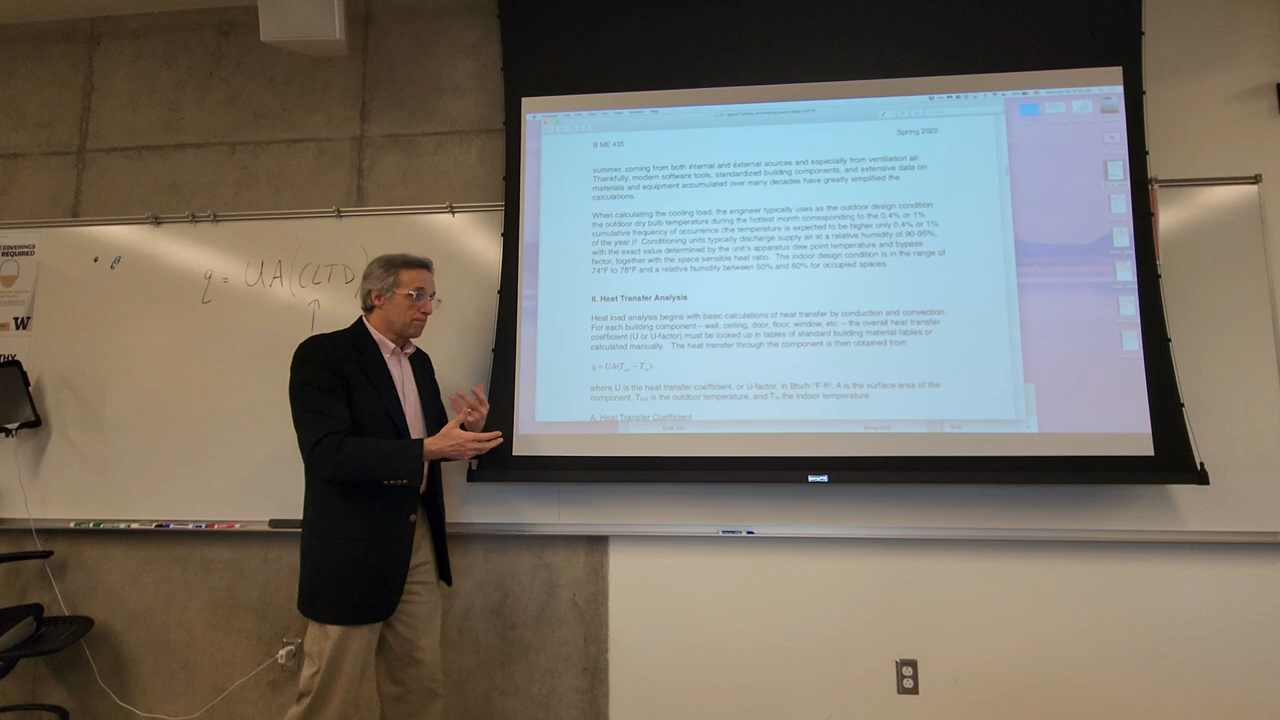 COVERINGS
REQUIRED
W
THY
q = UA(CLTD)
↑
B ME 435
Spring 2022
summer, coming from both internal and external sources and especially from ventilation air.
Thankfully, modern software tools, standardized building components, and extensive data on
materials and equipment accumulated over many decades have greatly simplified the
calculations.
When calculating the cooling load, the engineer typically uses as the outdoor design condition
the outdoor dry bulb temperature during the hottest month corresponding to the 0.4% or 1%
cumulative frequency of occurrence (the temperature is expected to be higher only 0.4% or 1%
of the year.)². Conditioning units typically discharge supply air at a relative humidity of 90-95%,
with the exact value determined by the unit's apparatus dew point temperature and bypass
factor, together with the space sensible heat ratio. The indoor design condition is in the range of
74°F to 78°F and a relative humidity between 50% and 60% for occupied spaces.
II. Heat Transfer Analysis
Heat load analysis begins with basic calculations of heat transfer by conduction and convection.
For each building component—wall, ceiling, door, floor, window, etc.—the overall heat transfer
coefficient (U or U-factor) must be looked up in tables of standard building material tables or
calculated manually. The heat transfer through the component is then obtained from
q = UA(Tout − Tin)
where U is the heat transfer coefficient, or U-factor, in Btu/h·°F·ft², A is the surface area of the
component, Tout is the outdoor temperature, and Tin the indoor temperature.
A. Heat Transfer Coefficient
B ME 435
Spring 2022